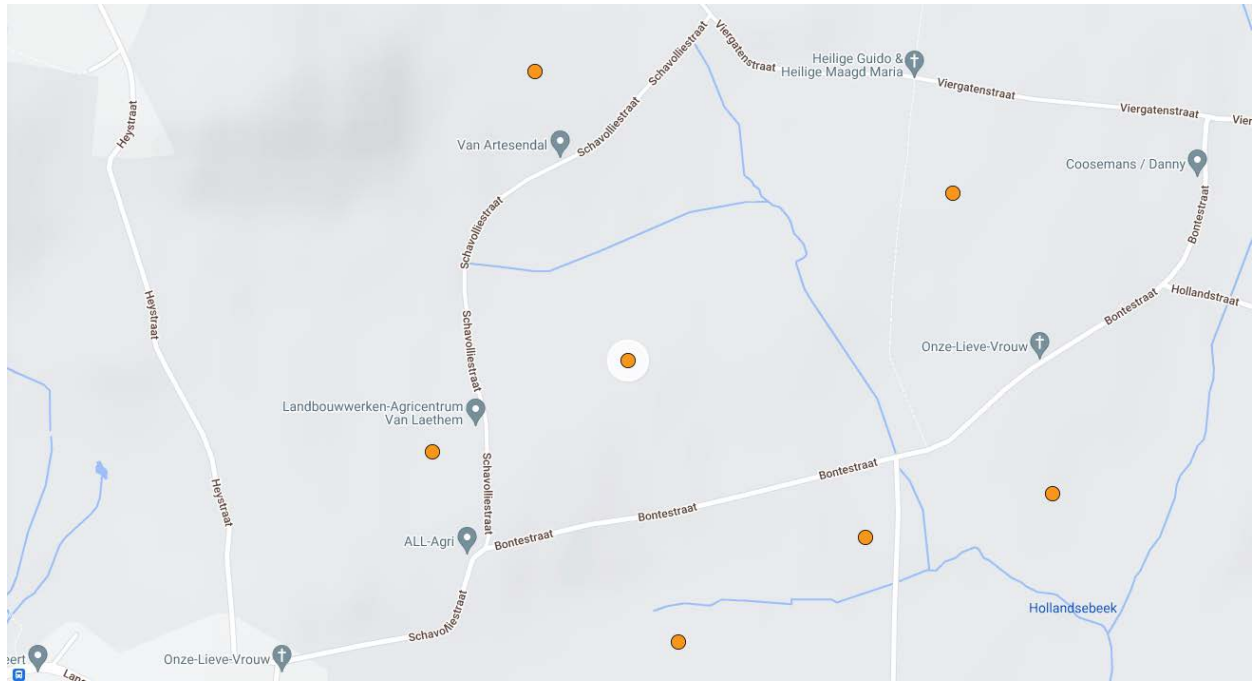 Schavolliestraat
Viergatenstraat
Heilige Guido &
Heilige Maagd Maria
Viergatenstraat
Viergatenstraat
Heystraat
Van Artesendal
Schavolliestraat
Coosemans / Danny
Bontestraat
Schavolliestraat
Heystraat
Schavolliestraat
Bontestraat
Hollandstraat
Onze-Lieve-Vrouw
Landbouwwerken-Agricentrum
Van Laethem
Schavolliestraat
Bontestraat
Heystraat
Bontestraat
ALL-Agri
Bontestraat
Schavolliestraat
Hollandsebeek
Onze-Lieve-Vrouw